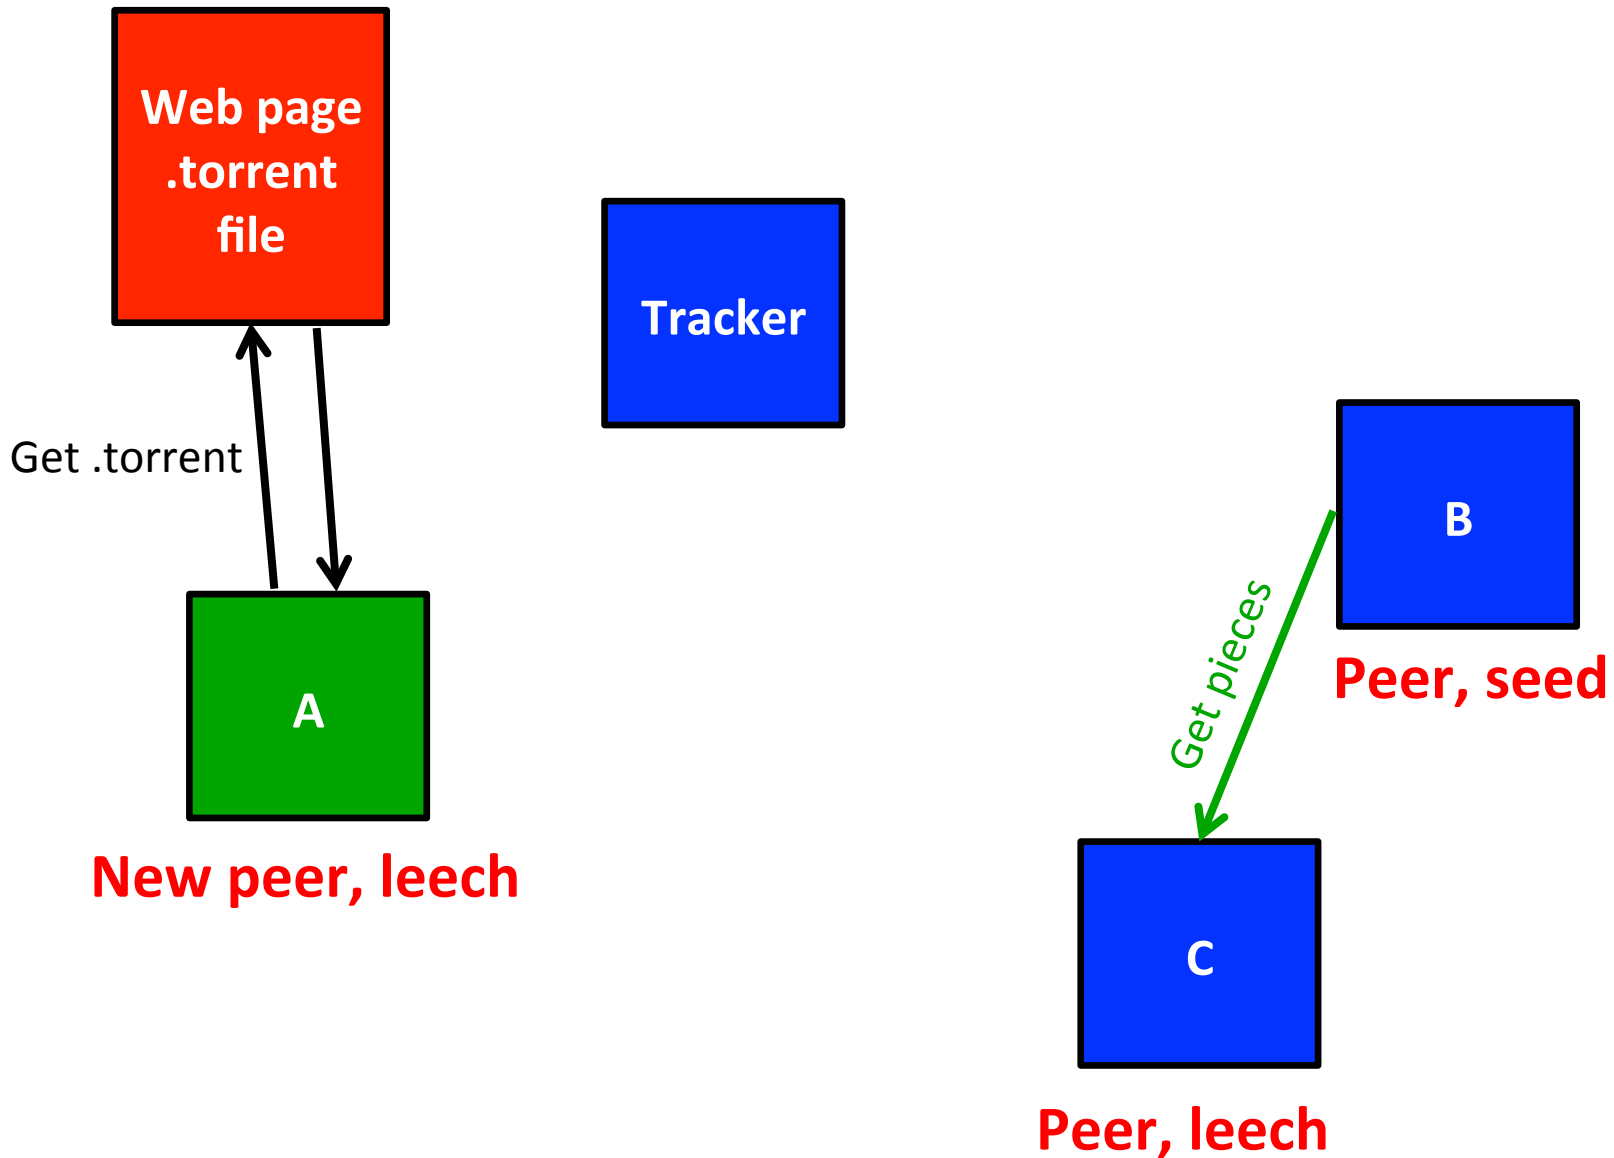 Web page
.torrent
file
Tracker
Get .torrent
B
Get pieces
Peer, seed
A
New peer, leech
C
Peer, leech